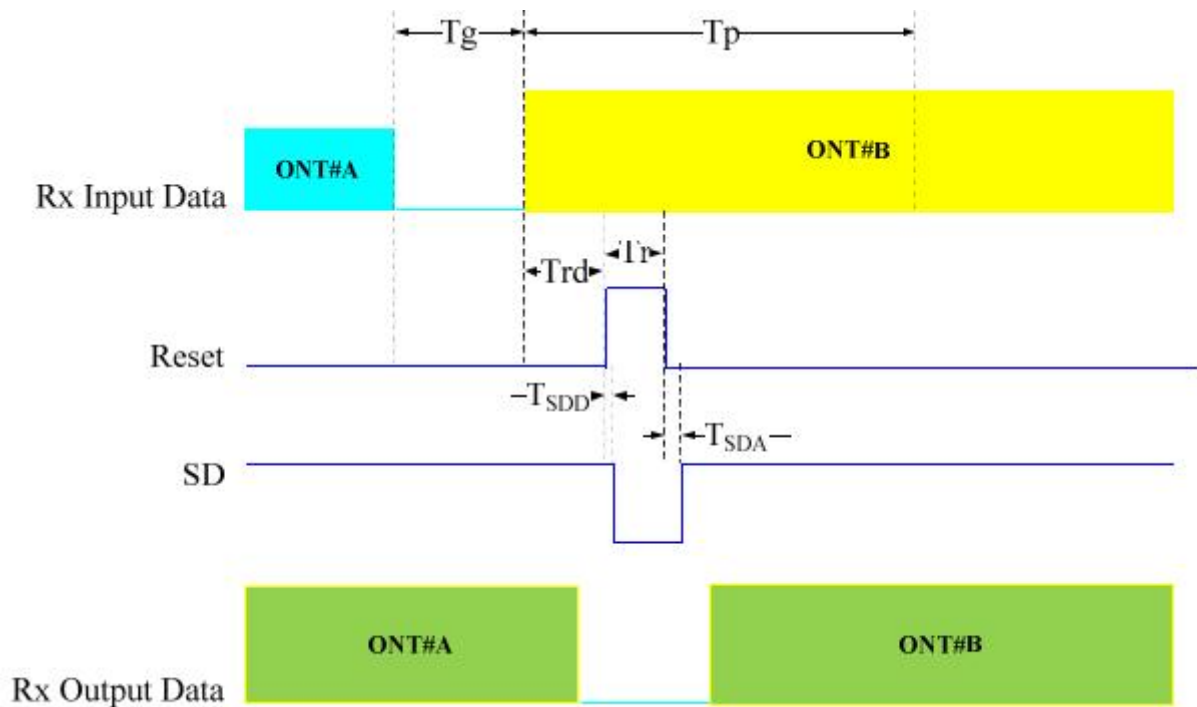 Tg
Tp
ONT#A
ONT#B
Rx Input Data
Tr
Trd
Reset
TSDD
TSDA
SD
ONT#A
ONT#B
Rx Output Data